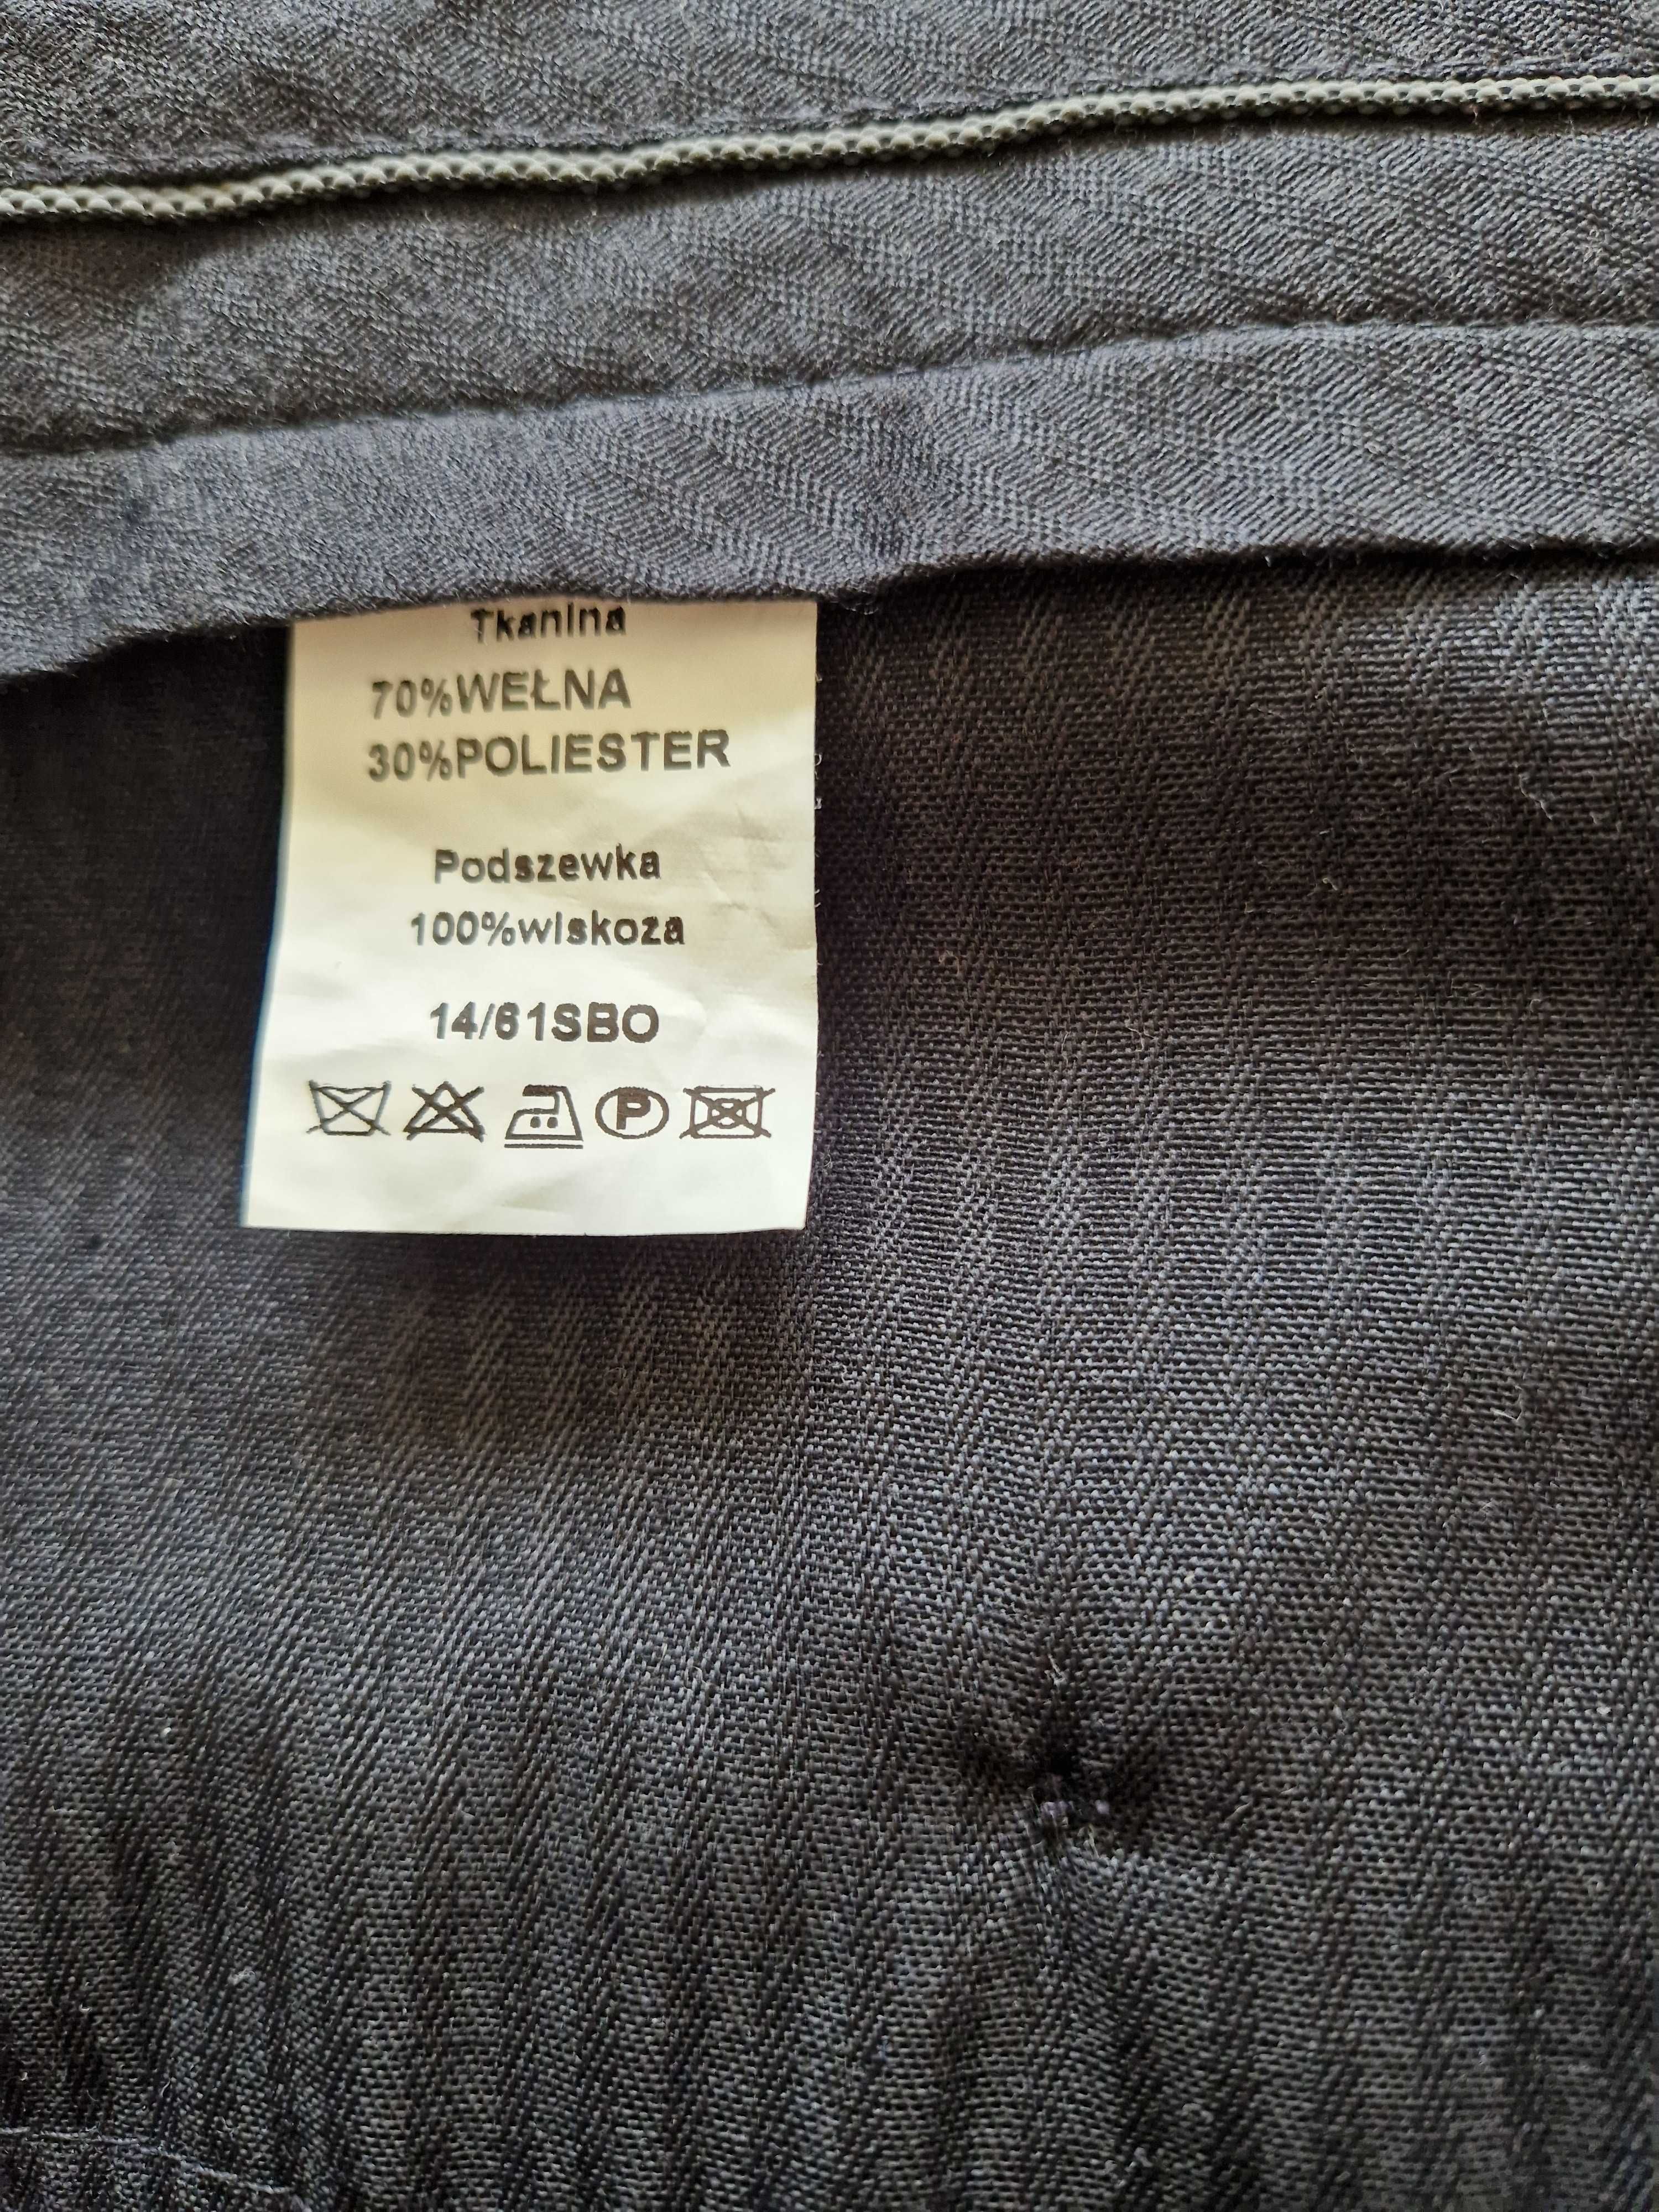 Tkanina
70%WEŁNA
30%POLIESTER
Podszewka
100%wiskoza
14/61SBO
P